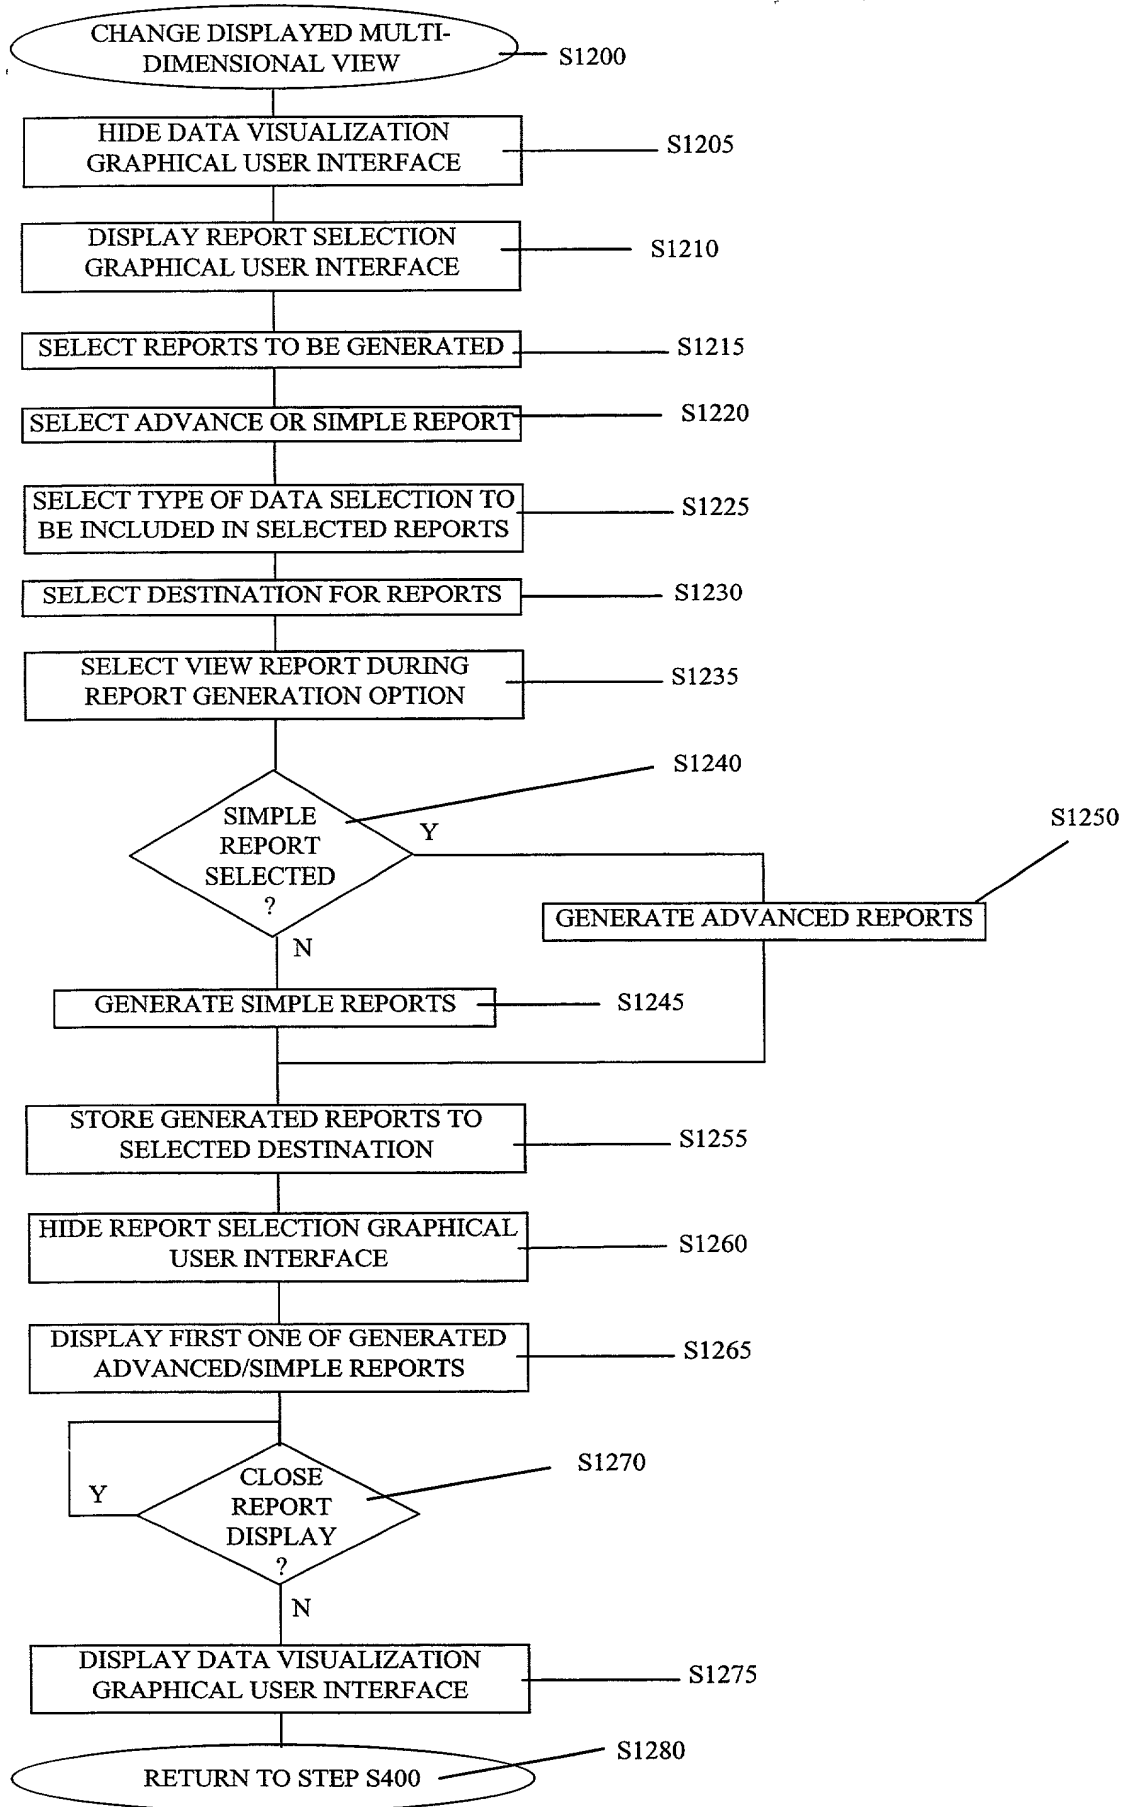 CHANGE DISPLAYED MULTI-
DIMENSIONAL VIEW
S1200
HIDE DATA VISUALIZATION
GRAPHICAL USER INTERFACE
S1205
DISPLAY REPORT SELECTION
GRAPHICAL USER INTERFACE
S1210
SELECT REPORTS TO BE GENERATED
S1215
SELECT ADVANCE OR SIMPLE REPORT
S1220
SELECT TYPE OF DATA SELECTION TO
BE INCLUDED IN SELECTED REPORTS
S1225
SELECT DESTINATION FOR REPORTS
S1230
SELECT VIEW REPORT DURING
REPORT GENERATION OPTION
S1235
S1240
SIMPLE
REPORT
SELECTED
?
Y
N
S1250
GENERATE ADVANCED REPORTS
GENERATE SIMPLE REPORTS
S1245
STORE GENERATED REPORTS TO
SELECTED DESTINATION
S1255
HIDE REPORT SELECTION GRAPHICAL
USER INTERFACE
S1260
DISPLAY FIRST ONE OF GENERATED
ADVANCED/SIMPLE REPORTS
S1265
S1270
CLOSE
REPORT
DISPLAY
?
Y
N
DISPLAY DATA VISUALIZATION
GRAPHICAL USER INTERFACE
S1275
S1280
RETURN TO STEP S400